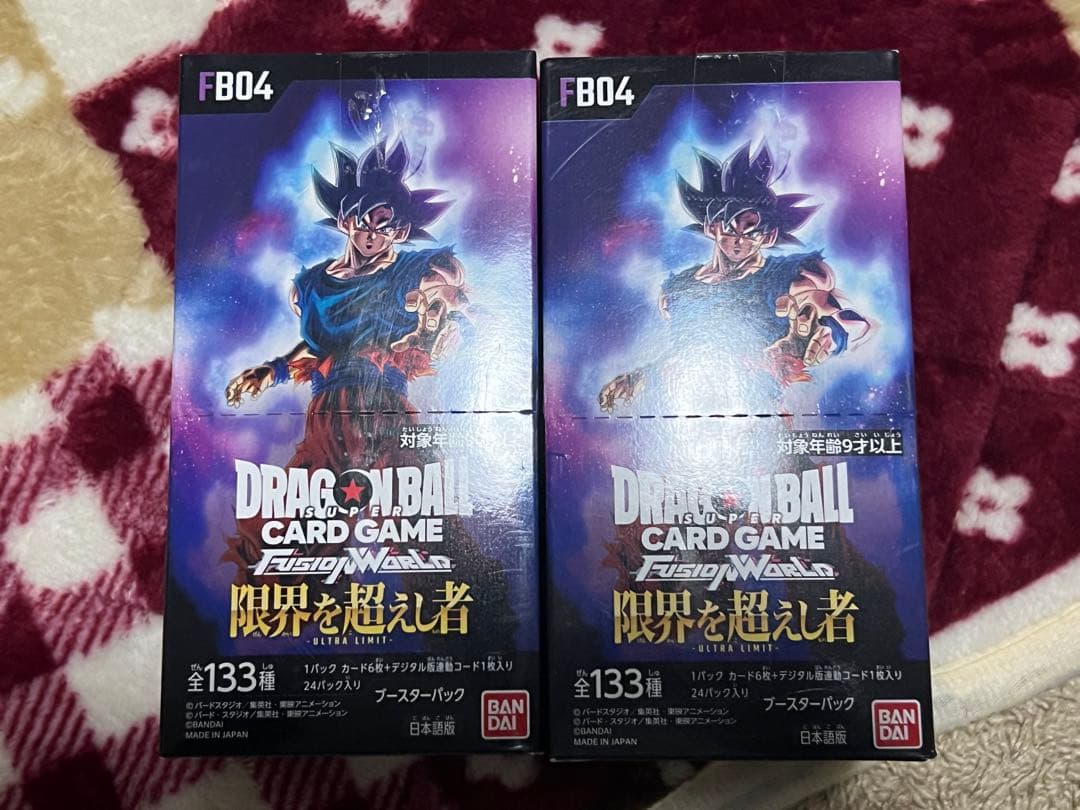 FB04
対象年齢
DRAGON BALL
SUPER
CARD GAME
FUSION WORLD
限界を超えし者
-ULTRA LIMIT-
全133種
1パック カード6枚+デジタル版連動コード1枚入り
24パック入り
ブースターパック
©バードスタジオ/集英社・東映アニメーション
©バード・スタジオ/集英社・東映アニメーション
©BANDAI
MADE IN JAPAN
日本語版
BAN
DAI
FB04
対象年齢9才以上
DRAGON BALL
SUPER
CARD GAME
FUSION WORLD
限界を超えし者
-ULTRA LIMIT-
全133種
1パック カード6枚+デジタル版連動コード1枚入り
24パック入り
ブースターパック
©バードスタジオ/集英社・東映アニメーション
©バード・スタジオ/集英社・東映アニメーション
©BANDAI
MADE IN JAPAN
日本語版
BAN
DAI